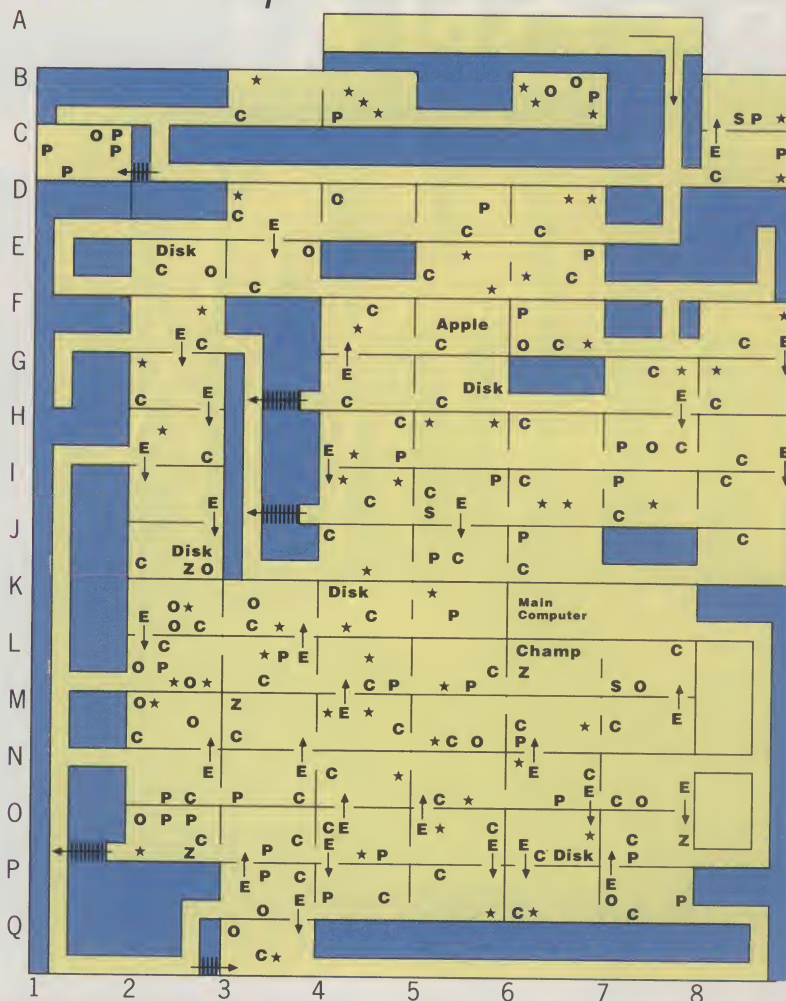 A
B O O P
C P S P
C O P
P P E P
P C
D O
C P
E C C
E Disk O P
C O C C
C
F C P
Apple
E C E C O C C E
G E C
Disk
C E C C E C
H C C
E E P O C
C P C E
I P C P C
C
E C S E
J C C C
P C
C Disk Z O P C
K Disk
O O Main Computer
E O C C C P
L C P E Champ C
O P C C Z
O C P P S O
M Z E E
O C C C
C C C O P
N E E C E C
P C P C C P C O E E
O O P P C E E C E
C C E E C Z
Z P P C Disk P
P P C C E
E P C O P
O E C C
Q O
C
1 2 3 4 5 6 7 8